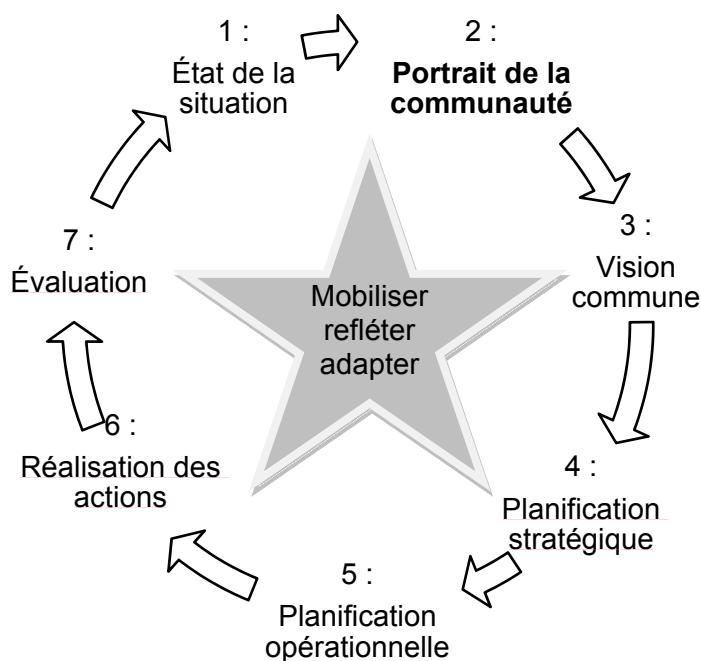 1 :
État de la
situation
2 :
Portrait de la
communauté
3 :
Vision
commune
4 :
Planification
stratégique
5 :
Planification
opérationnelle
6 :
Réalisation des
actions
7 :
Évaluation
Mobiliser
refléter
adapter